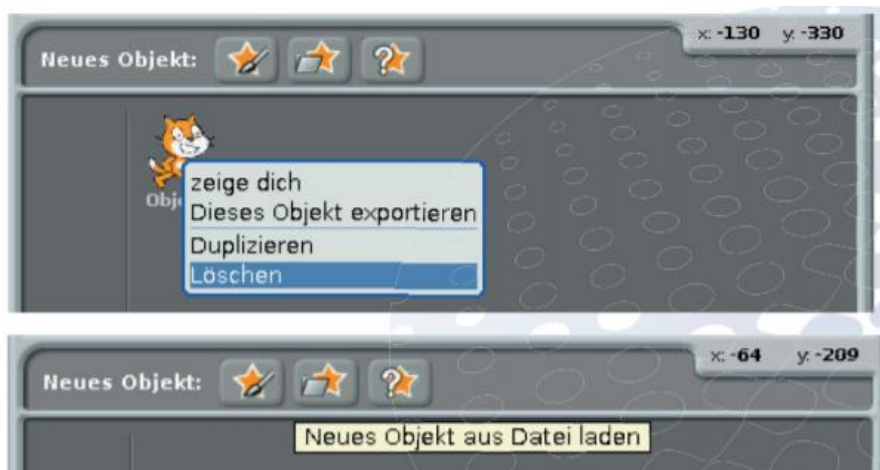 x: -130 y: -330
Neues Objekt:
zeige dich
Obje
Dieses Objekt exportieren
Duplizieren
Löschen
x: -64 y: -209
Neues Objekt:
Neues Objekt aus Datei laden